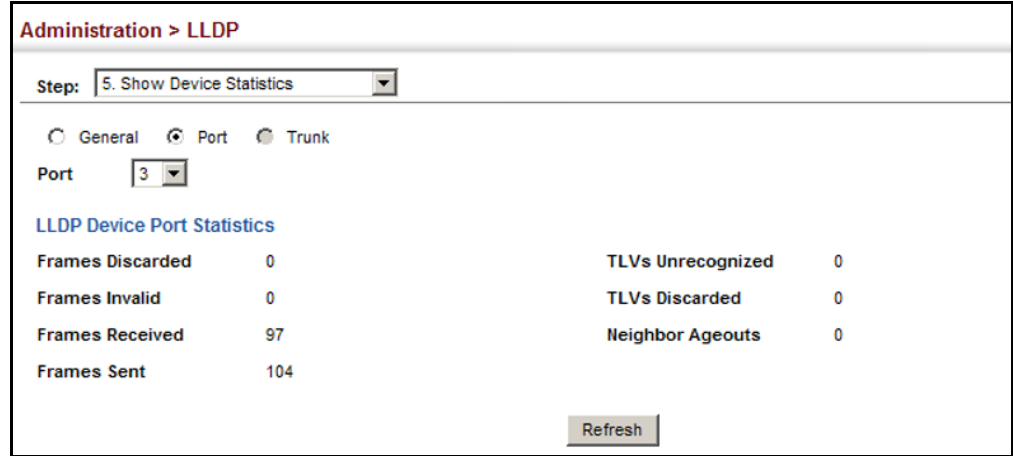 Administration > LLDP
Step: 5. Show Device Statistics
General Port Trunk
Port 3
LLDP Device Port Statistics
Frames Discarded 0 TLVs Unrecognized 0
Frames Invalid 0 TLVs Discarded 0
Frames Received 97 Neighbor Ageouts 0
Frames Sent 104
Refresh